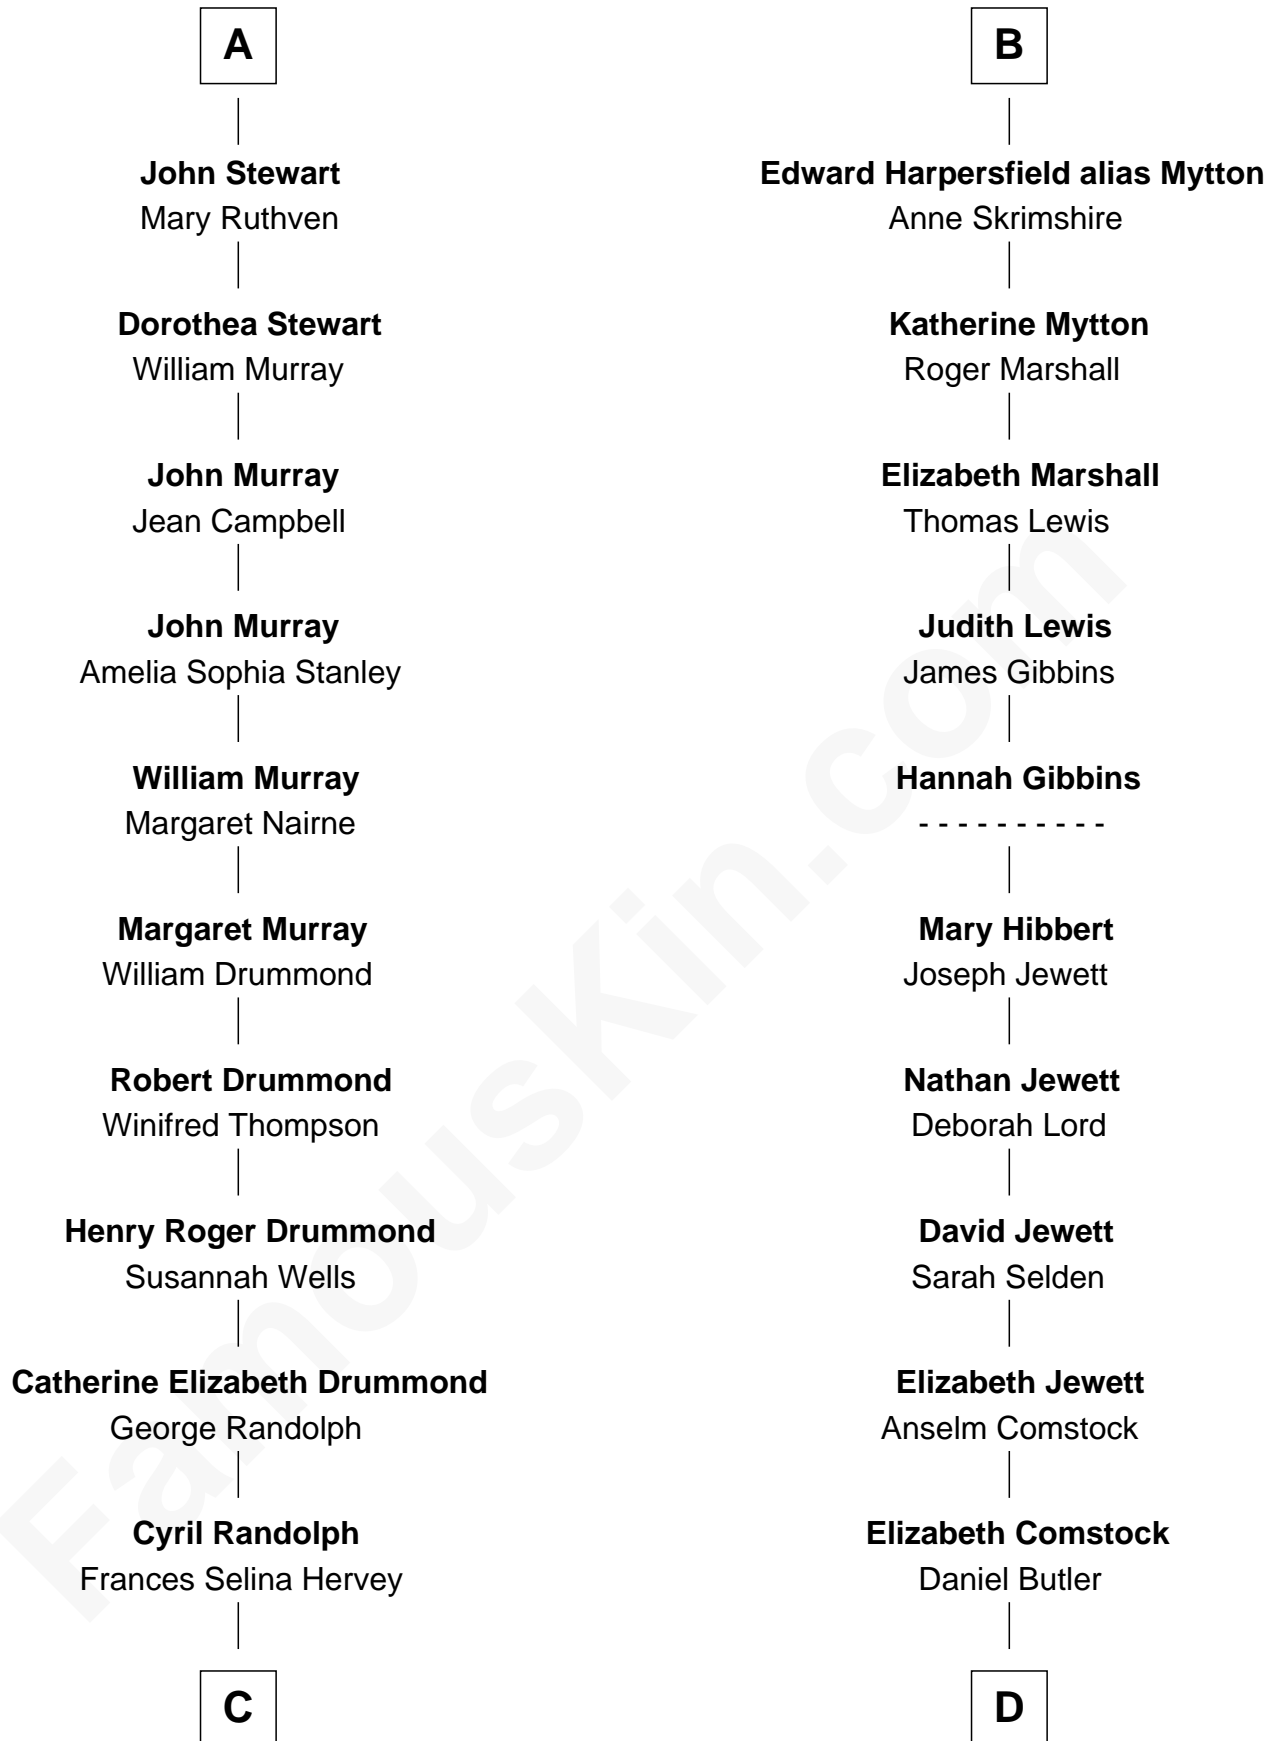 A
John Stewart
Mary Ruthven
Dorothea Stewart
William Murray
John Murray
Jean Campbell
John Murray
Amelia Sophia Stanley
William Murray
Margaret Nairne
Margaret Murray
William Drummond
Robert Drummond
Winifred Thompson
Henry Roger Drummond
Susannah Wells
Catherine Elizabeth Drummond
George Randolph
Cyril Randolph
Frances Selina Hervey
C
B
Edward Harpersfield alias Mytton
Anne Skrimshire
Katherine Mytton
Roger Marshall
Elizabeth Marshall
Thomas Lewis
Judith Lewis
James Gibbins
Hannah Gibbins
- - - - - - - - - -
Mary Hibbert
Joseph Jewett
Nathan Jewett
Deborah Lord
David Jewett
Sarah Selden
Elizabeth Jewett
Anselm Comstock
Elizabeth Comstock
Daniel Butler
D
FamousKin.com